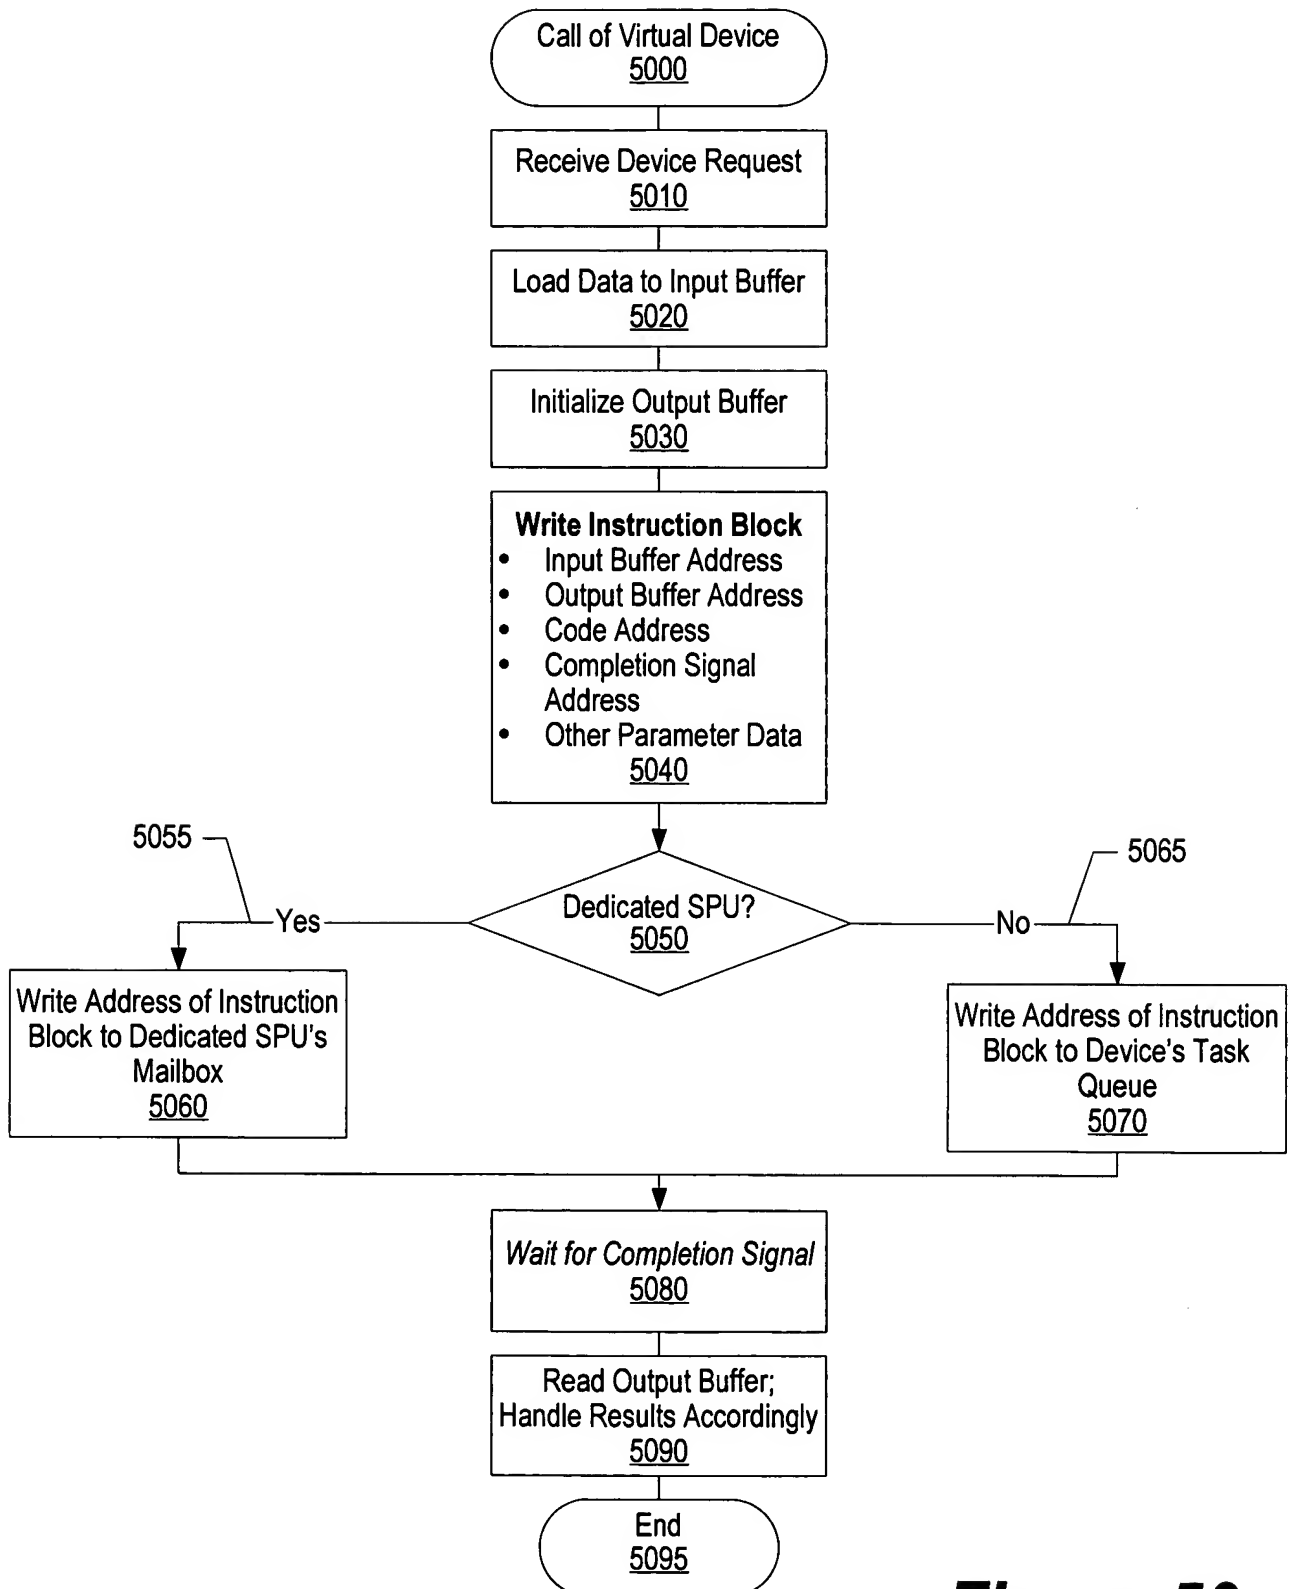 Call of Virtual Device
5000
Receive Device Request
5010
Load Data to Input Buffer
5020
Initialize Output Buffer
5030
Write Instruction Block
• Input Buffer Address
• Output Buffer Address
• Code Address
• Completion Signal
Address
• Other Parameter Data
5040
5055
5065
Dedicated SPU?
5050
Yes
No
Write Address of Instruction
Block to Dedicated SPU's
Mailbox
5060
Write Address of Instruction
Block to Device's Task
Queue
5070
Wait for Completion Signal
5080
Read Output Buffer;
Handle Results Accordingly
5090
End
5095